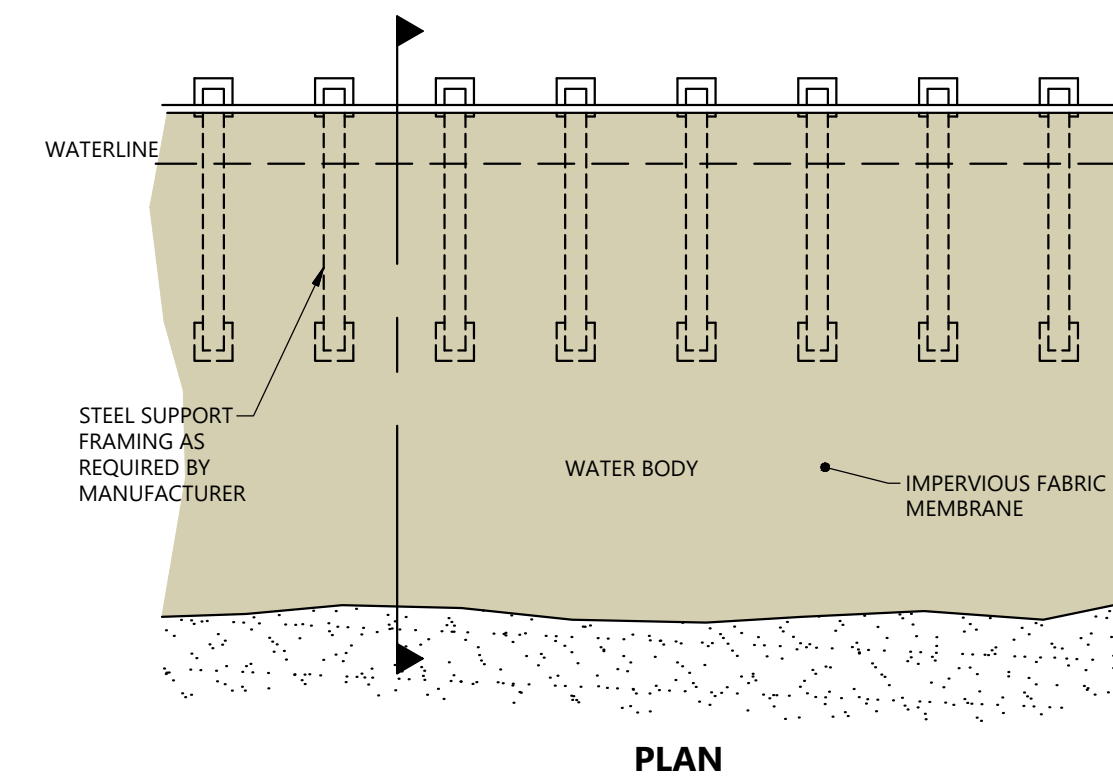 WATERLINE
STEEL SUPPORT
FRAMING AS
REQUIRED BY
MANUFACTURER
WATER BODY
IMPERVIOUS FABRIC
MEMBRANE
PLAN